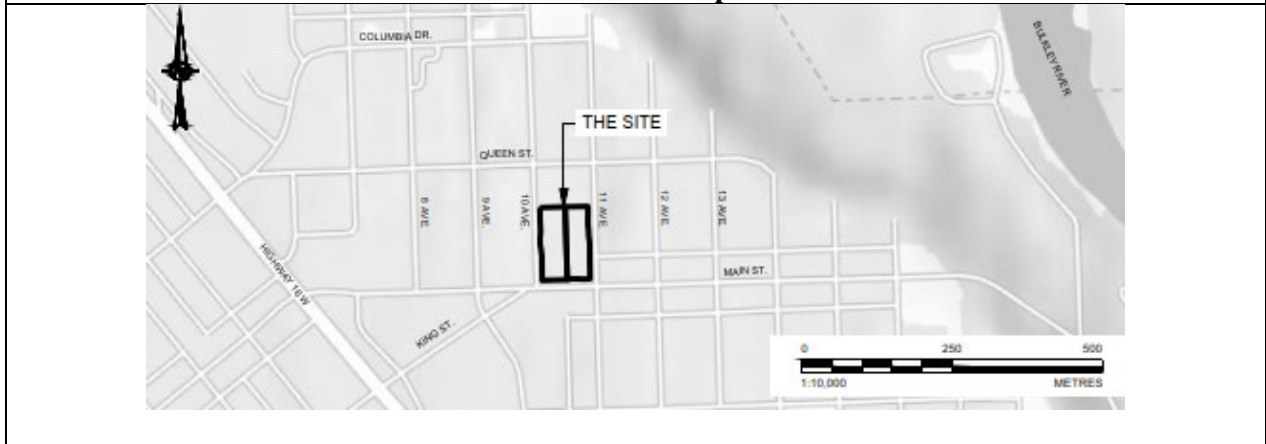 COLUMBIA DR.
BULKLEY RIVER
THE SITE
QUEEN ST.
8 AVE.
9 AVE.
10 AVE.
11 AVE.
12 AVE.
13 AVE.
HIGHWAY 16 W
MAIN ST.
KING ST.
0 250 500
1:10,000 METRES